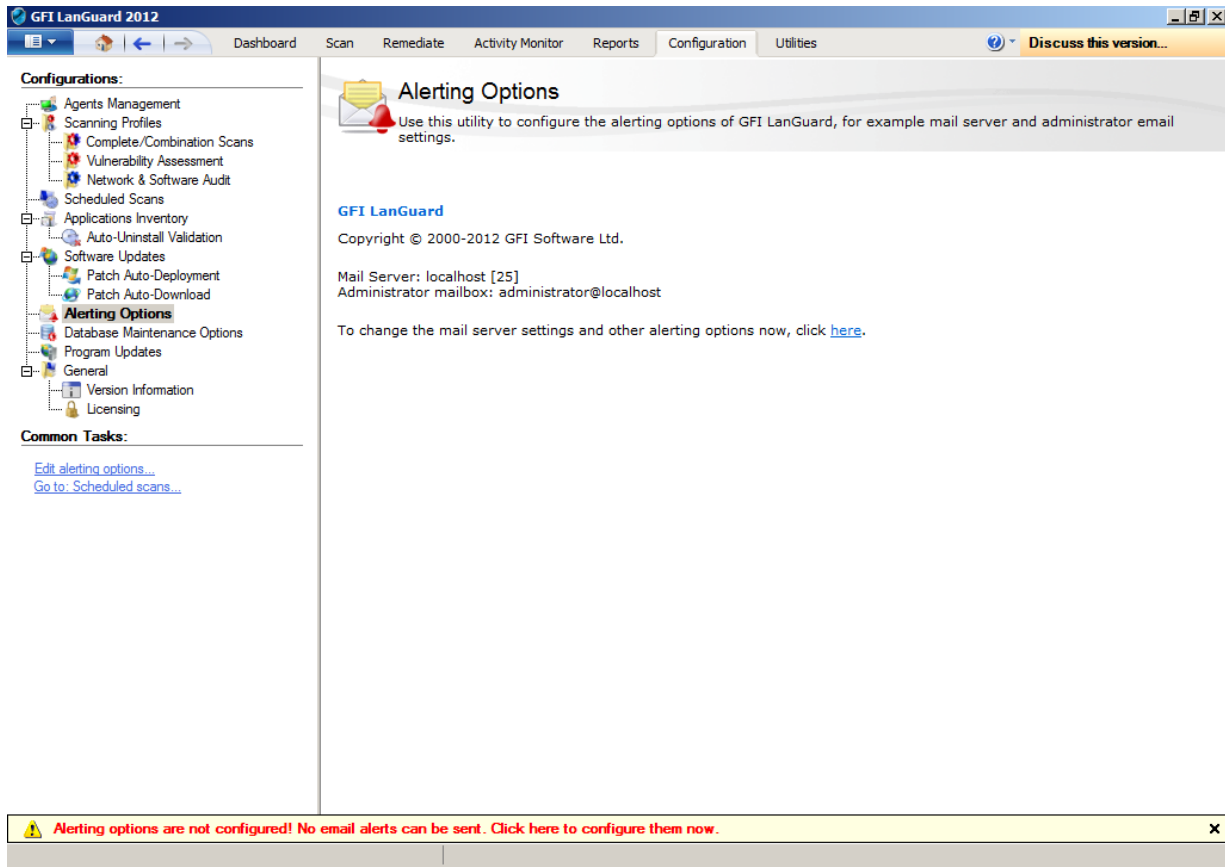 GFI LanGuard 2012
Dashboard Scan Remediate Activity Monitor Reports Configuration Utilities Discuss this version...
Configurations:
Agents Management
Scanning Profiles
Complete/Combination Scans
Vulnerability Assessment
Network & Software Audit
Scheduled Scans
Applications Inventory
Auto-Uninstall Validation
Software Updates
Patch Auto-Deployment
Patch Auto-Download
Alerting Options
Database Maintenance Options
Program Updates
General
Version Information
Licensing
Common Tasks:
Edit alerting options...
Go to: Scheduled scans...
Alerting Options
Use this utility to configure the alerting options of GFI LanGuard, for example mail server and administrator email
settings.
GFI LanGuard
Copyright © 2000-2012 GFI Software Ltd.
Mail Server: localhost [25]
Administrator mailbox: administrator@localhost
To change the mail server settings and other alerting options now, click here.
Alerting options are not configured! No email alerts can be sent. Click here to configure them now.